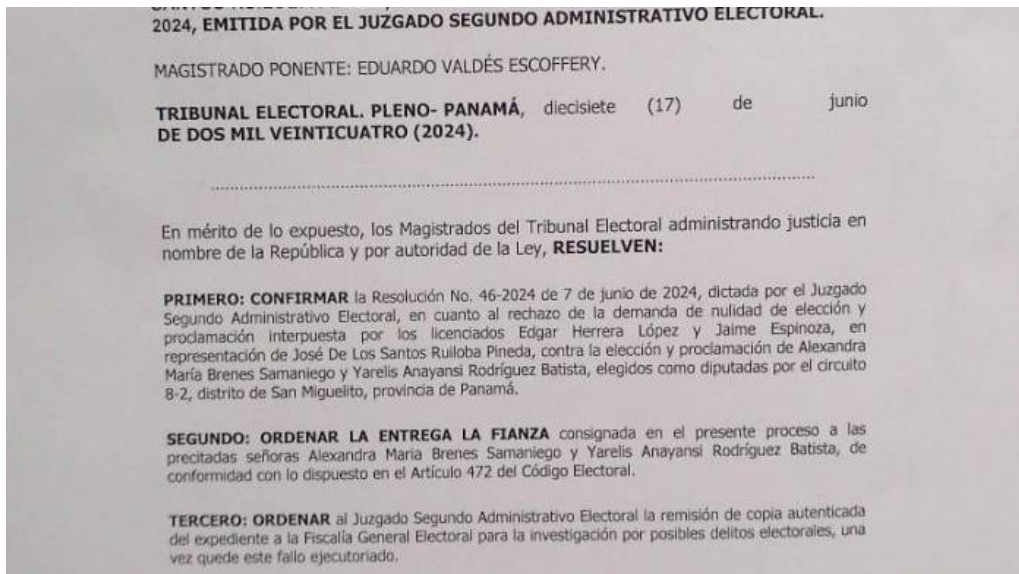 2024, EMITIDA POR EL JUZGADO SEGUNDO ADMINISTRATIVO ELECTORAL.
MAGISTRADO PONENTE: EDUARDO VALDÉS ESCOFFERY.
TRIBUNAL ELECTORAL. PLENO- PANAMÁ, diecisiete (17) de junio
DE DOS MIL VEINTICUATRO (2024).
En mérito de lo expuesto, los Magistrados del Tribunal Electoral administrando justicia en
nombre de la República y por autoridad de la Ley, RESUELVEN:
PRIMERO: CONFIRMAR la Resolución No. 46-2024 de 7 de junio de 2024, dictada por el Juzgado
Segundo Administrativo Electoral, en cuanto al rechazo de la demanda de nulidad de elección y
proclamación interpuesta por los licenciados Edgar Herrera López y Jaime Espinoza, en
representación de José De Los Santos Ruiloba Pineda, contra la elección y proclamación de Alexandra
María Brenes Samaniego y Yarelis Anayansi Rodríguez Batista, elegidos como diputadas por el circuito
8-2, distrito de San Miguelito, provincia de Panamá.
SEGUNDO: ORDENAR LA ENTREGA LA FIANZA consignada en el presente proceso a las
precitadas señoras Alexandra Maria Brenes Samaniego y Yarelis Anayansi Rodríguez Batista, de
conformidad con lo dispuesto en el Artículo 472 del Código Electoral.
TERCERO: ORDENAR al Juzgado Segundo Administrativo Electoral la remisión de copia autenticada
del expediente a la Fiscalía General Electoral para la investigación por posibles delitos electorales, una
vez quede este fallo ejecutoriado.